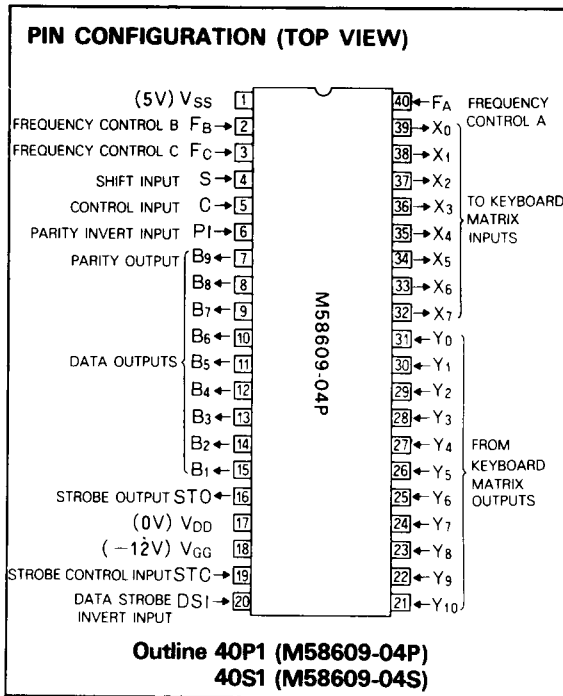 PIN CONFIGURATION (TOP VIEW)
(5V) VSS 1
FREQUENCY CONTROL B FB→ 2
FREQUENCY CONTROL C FC→ 3
SHIFT INPUT S→ 4
CONTROL INPUT C→ 5
PARITY INVERT INPUT PI→ 6
PARITY OUTPUT B9← 7
B8← 8
B7← 9
B6← 10
DATA OUTPUTS B5← 11
B4← 12
B3← 13
B2← 14
B1← 15
STROBE OUTPUT STO← 16
(0V) VDD 17
(−12V) VGG 18
STROBE CONTROL INPUT STC→ 19
DATA STROBE DSI→ 20
INVERT INPUT
M58609-04P
40 ←FA FREQUENCY
CONTROL A
39 →X0
38 →X1
37 →X2
36 →X3 TO KEYBOARD
35 →X4 MATRIX
34 →X5 INPUTS
33 →X6
32 →X7
31 ←Y0
30 ←Y1
29 ←Y2
28 ←Y3
27 ←Y4 FROM
26 ←Y5 KEYBOARD
25 ←Y6 MATRIX
OUTPUTS
24 ←Y7
23 ←Y8
22 ←Y9
21 ←Y10
Outline 40P1 (M58609-04P)
40S1 (M58609-04S)